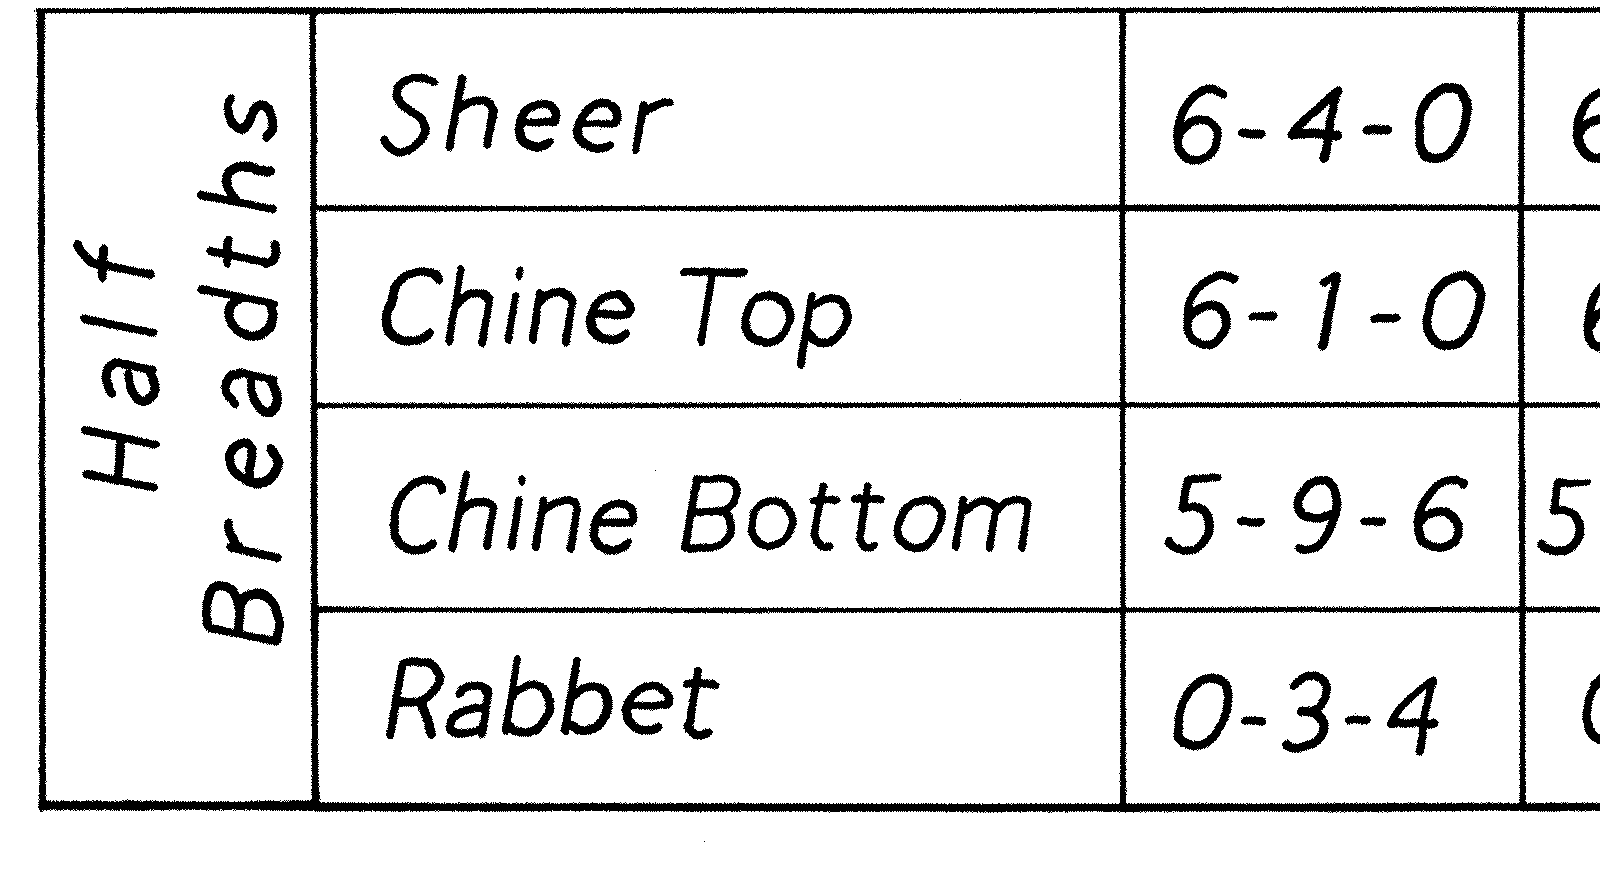 Half
Breadths
Sheer 6-4-0
Chine Top 6-1-0
Chine Bottom 5-9-6 5
Rabbet 0-3-4